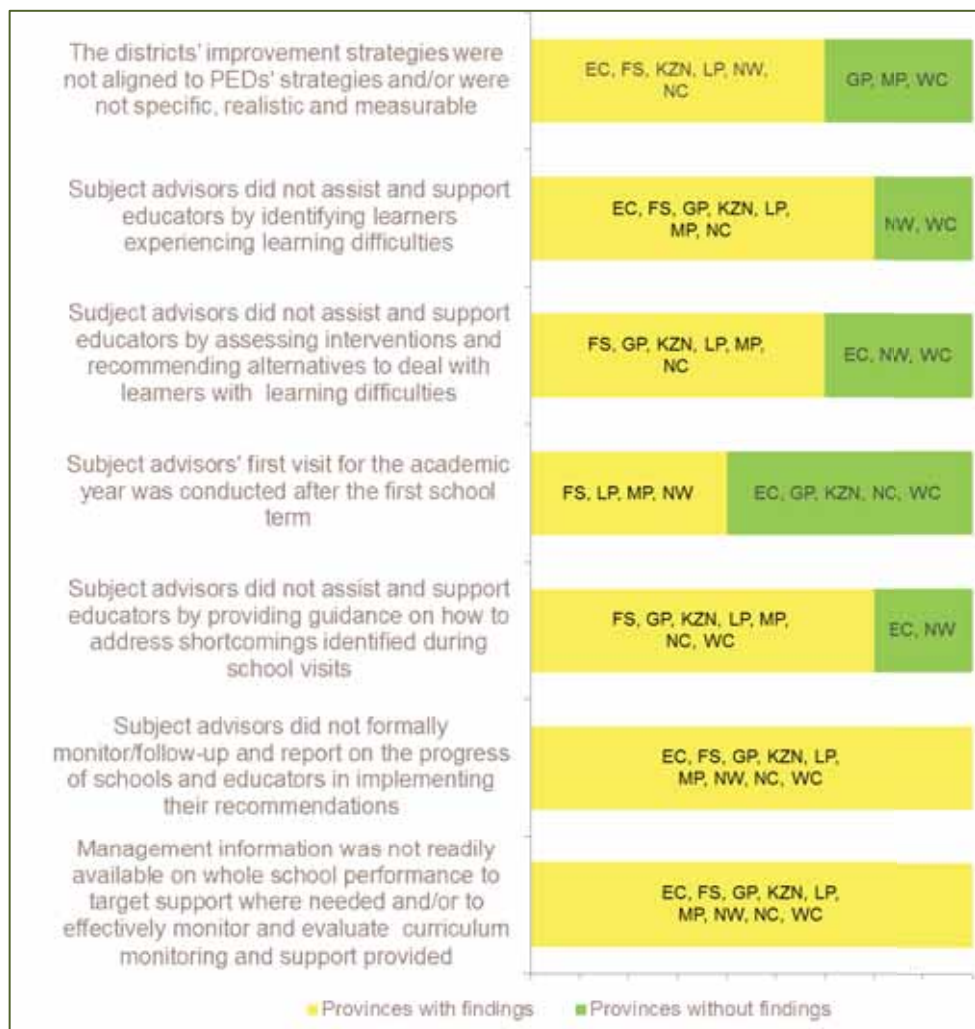 The districts' improvement strategies were
not aligned to PEDs' strategies and/or were
not specific, realistic and measurable
EC, FS, KZN, LP, NW,
NC
GP, MP, WC
Subject advisors did not assist and support
educators by identifying learners
experiencing learning difficulties
EC, FS, GP, KZN, LP,
MP, NC
NW, WC
Sudject advisors did not assist and support
educators by assessing interventions and
recommending alternatives to deal with
learners with learning difficulties
FS, GP, KZN, LP, MP,
NC
EC, NW, WC
Subject advisors' first visit for the academic
year was conducted after the first school
term
FS, LP, MP, NW
EC, GP, KZN, NC, WC
Subject advisors did not assist and support
educators by providing guidance on how to
address shortcomings identified during
school visits
FS, GP, KZN, LP, MP,
NC, WC
EC, NW
Subject advisors did not formally
monitor/follow-up and report on the progress
of schools and educators in implementing
their recommendations
EC, FS, GP, KZN, LP,
MP, NW, NC, WC
Management information was not readily
available on whole school performance to
target support where needed and/or to
effectively monitor and evaluate curriculum
monitoring and support provided
EC, FS, GP, KZN, LP,
MP, NW, NC, WC
Provinces with findings
Provinces without findings